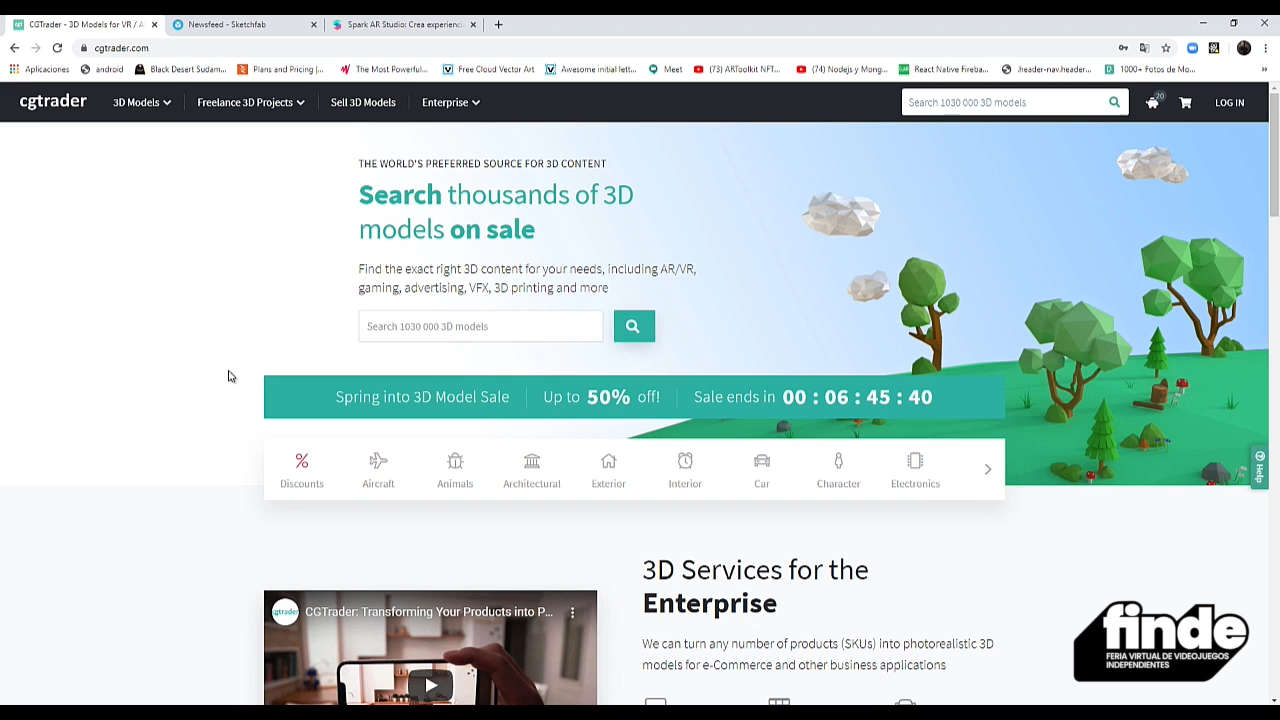 CGTrader - 3D Models for VR / A
Newsfeed - Sketchfab
Spark AR Studio: Crea experienci
cgtrader.com
Aplicaciones
android
Black Desert Sudam...
Plans and Pricing |...
The Most Powerful...
Free Cloud Vector Art
Awesome initial lett...
Meet
(73) ARToolkit NFT...
(74) Nodejs y Mong...
React Native Fireba...
.header-nav.header...
1000+ Fotos de Mo...
cgtrader
3D Models
Freelance 3D Projects
Sell 3D Models
Enterprise
Search 1030 000 3D models
20
LOG IN
THE WORLD'S PREFERRED SOURCE FOR 3D CONTENT
Search thousands of 3D
models on sale
Find the exact right 3D content for your needs, including AR/VR,
gaming, advertising, VFX, 3D printing and more
Search 1030 000 3D models
Spring into 3D Model Sale
Up to 50% off!
Sale ends in 00 : 06 : 45 : 40
Discounts
Aircraft
Animals
Architectural
Exterior
Interior
Car
Character
Electronics
Help
3D Services for the
Enterprise
cgtrader
CGTrader: Transforming Your Products into P...
We can turn any number of products (SKUs) into photorealistic 3D
models for e-Commerce and other business applications
finde
FERIA VIRTUAL DE VIDEOJUEGOS
INDEPENDIENTES